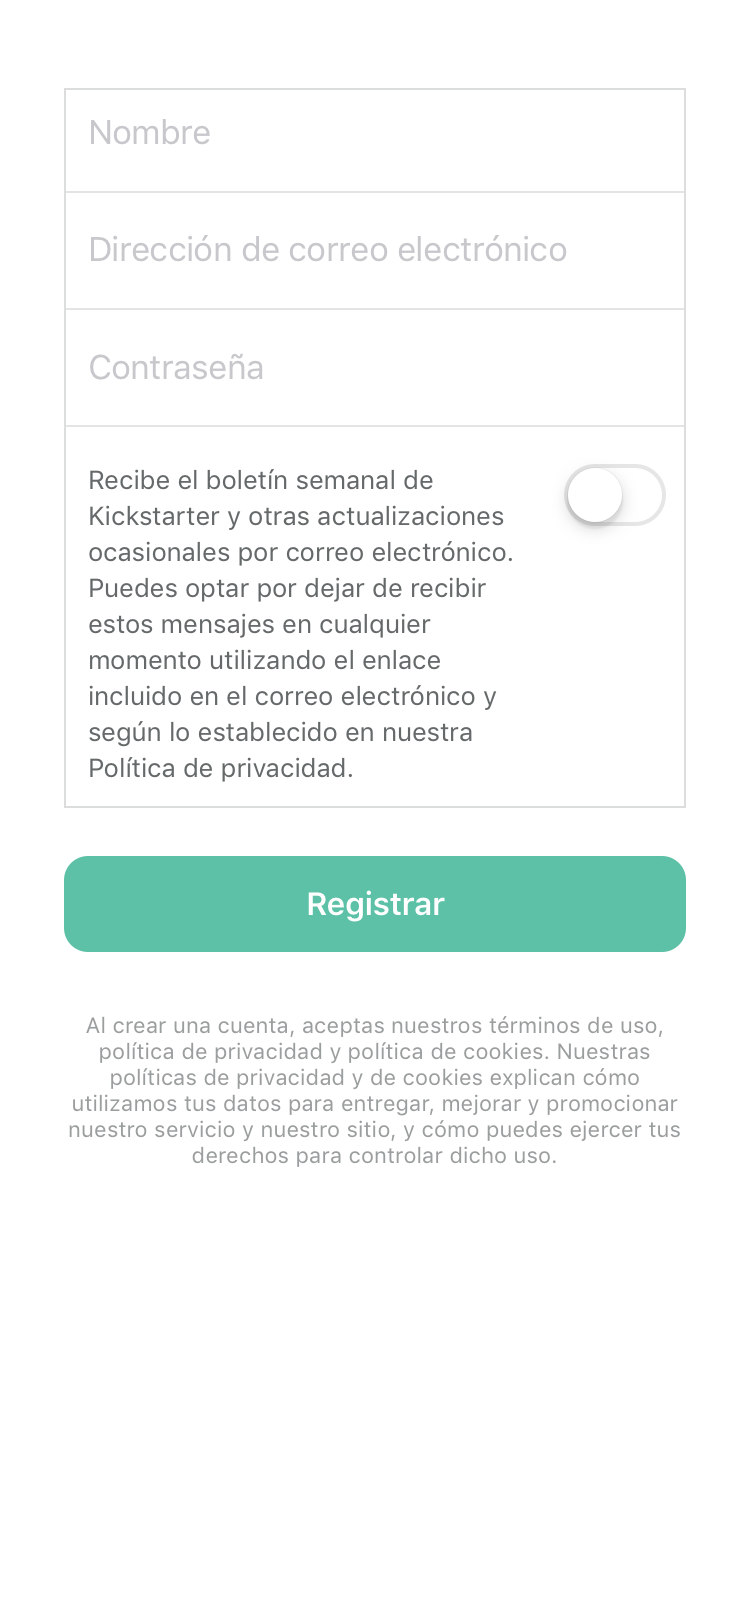 Nombre
Dirección de correo electrónico
Contraseña
Recibe el boletín semanal de
Kickstarter y otras actualizaciones
ocasionales por correo electrónico.
Puedes optar por dejar de recibir
estos mensajes en cualquier
momento utilizando el enlace
incluido en el correo electrónico y
según lo establecido en nuestra
Política de privacidad.
Registrar
Al crear una cuenta, aceptas nuestros términos de uso,
política de privacidad y política de cookies. Nuestras
políticas de privacidad y de cookies explican cómo
utilizamos tus datos para entregar, mejorar y promocionar
nuestro servicio y nuestro sitio, y cómo puedes ejercer tus
derechos para controlar dicho uso.